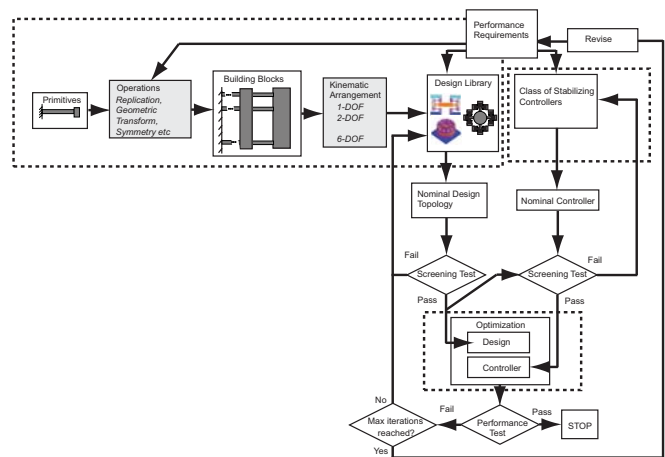 Performance
Requirements
Revise
Primitives
Operations
Replication,
Geometric
Transform,
Symmetry etc
Building Blocks
Kinematic
Arrangement
1-DOF
2-DOF
6-DOF
Design Library
Class of Stabilizing
Controllers
Nominal Design
Topology
Nominal Controller
Fail
Screening Test
Pass
Screening Test
Fail
Pass
Optimization
Design
Controller
No
Max iterations
reached?
Yes
Fail
Performance
Test
Pass
STOP